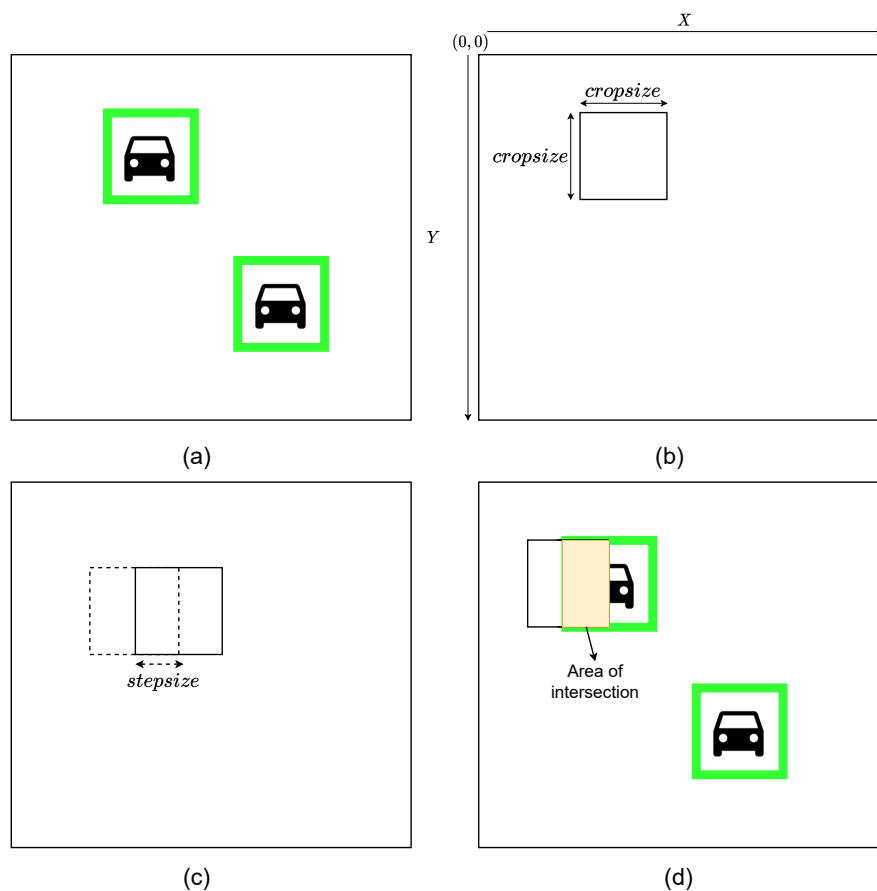 X
(0, 0)
cropsize
cropsize
Y
(a)
(b)
stepsize
Area of
intersection
(c)
(d)